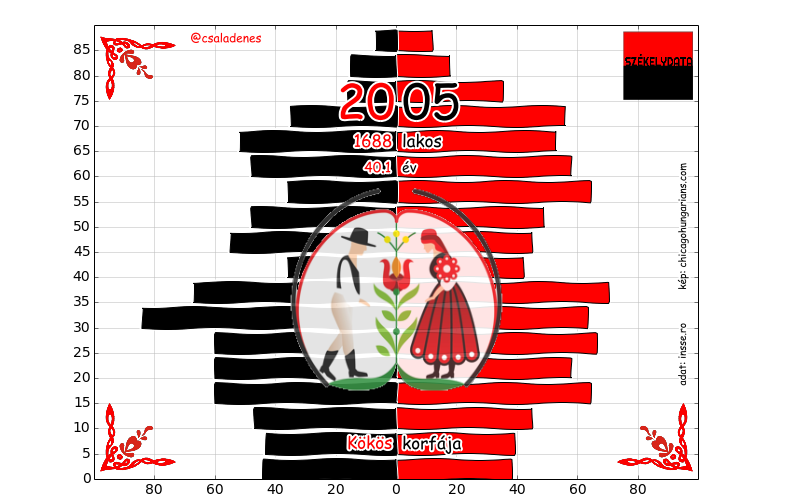 @csaladenes
SZÉKELYDATA
2005
1688 lakos
40.1 év
kép: chicagohungarians.com
adat: insse.ro
Kökös korfája
85
80
75
70
65
60
55
50
45
40
35
30
25
20
15
10
5
0
80 60 40 20 0 20 40 60 80